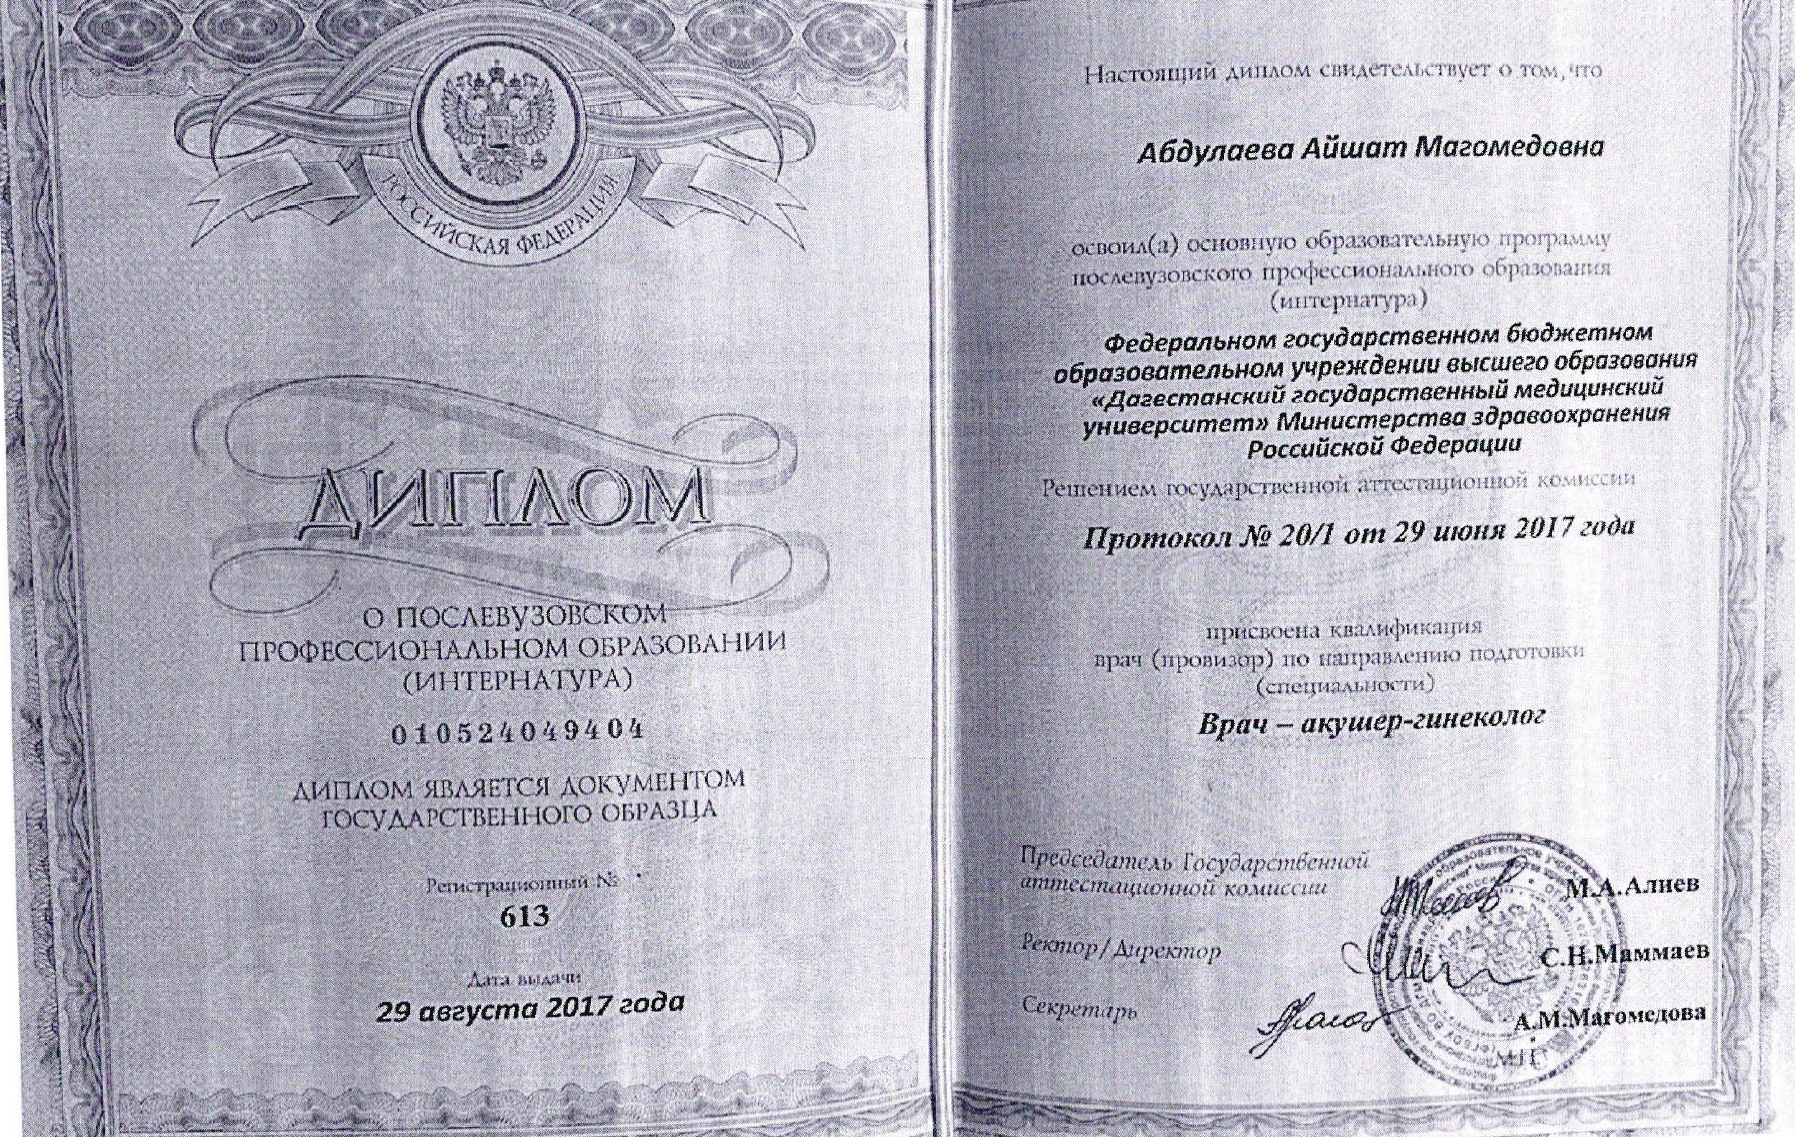 РОССИЙСКАЯ ФЕДЕРАЦИЯ
ДИПЛОМ
О ПОСЛЕВУЗОВСКОМ
ПРОФЕССИОНАЛЬНОМ ОБРАЗОВАНИИ
(ИНТЕРНАТУРА)
010524049404
ДИПЛОМ ЯВЛЯЕТСЯ ДОКУМЕНТОМ
ГОСУДАРСТВЕННОГО ОБРАЗЦА
Регистрационный №
613
Дата выдачи
29 августа 2017 года
Настоящий диплом свидетельствует о том, что
Абдулаева Айшат Магомедовна
освоил(а) основную образовательную программу
послевузовского профессионального образования
(интернатура)
Федеральном государственном бюджетном
образовательном учреждении высшего образования
«Дагестанский государственный медицинский
университет» Министерства здравоохранения
Российской Федерации
Решением государственной аттестационной комиссии
Протокол № 20/1 от 29 июня 2017 года
присвоена квалификация
врач (провизор) по направлению подготовки
(специальности)
Врач – акушер-гинеколог
Председатель Государственной
аттестационной комиссии
М.А.Алиев
Ректор/Директор
С.Н.Маммаев
Секретарь
А.М.Магомедова
МП